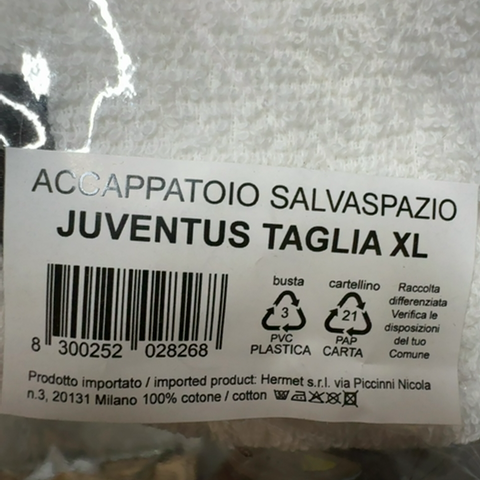 ACCAPPATOIO SALVASPAZIO
JUVENTUS TAGLIA XL
8 300252 028268
busta
3
PVC
PLASTICA
cartellino
21
PAP
CARTA
Raccolta
differenziata
Verifica le
disposizioni
del tuo
Comune
Prodotto importato / imported product: Hermet s.r.l. via Piccinni Nicola
n.3, 20131 Milano 100% cotone / cotton